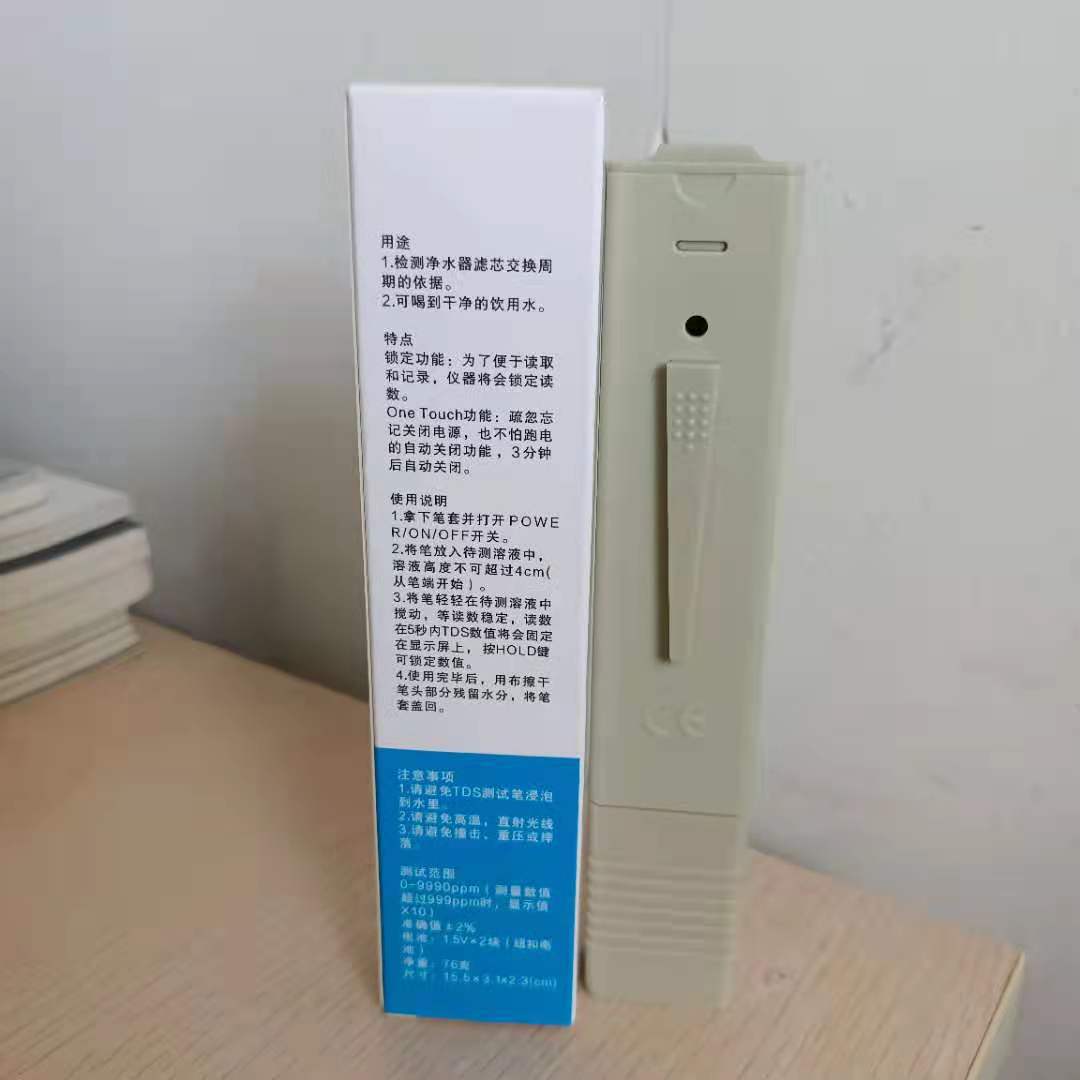 用途
1.检测净水器滤芯交换周
期的依据。
2.可喝到干净的饮用水。
特点
锁定功能：为了便于读取
和记录，仪器将会锁定读
数。
One Touch功能：疏忽忘
记关闭电源，也不怕跑电
的自动关闭功能，3分钟
后自动关闭。
使用说明
1.拿下笔套并打开POWE
R/ON/OFF开关。
2.将笔放入待测溶液中，
溶液高度不可超过4cm(
从笔端开始）。
3.将笔轻轻在待测溶液中
搅动，等读数稳定，读数
在5秒内TDS数值将会固定
在显示屏上，按HOLD键
可锁定数值。
4.使用完毕后，用布擦干
笔头部分残留水分，将笔
套盖回。
注意事项
1.请避免TDS测试笔浸泡
到水里。
2.请避免高温，直射光线
3.请避免撞击、重压或摔
落。
测试范围
0-9990ppm（测量数值
超过999ppm时，显示值
X10）
准确值±2%
电池：1.5V×2块（纽扣电
池）
净重：76克
尺寸：15.5×3.1×2.3(cm)
CE